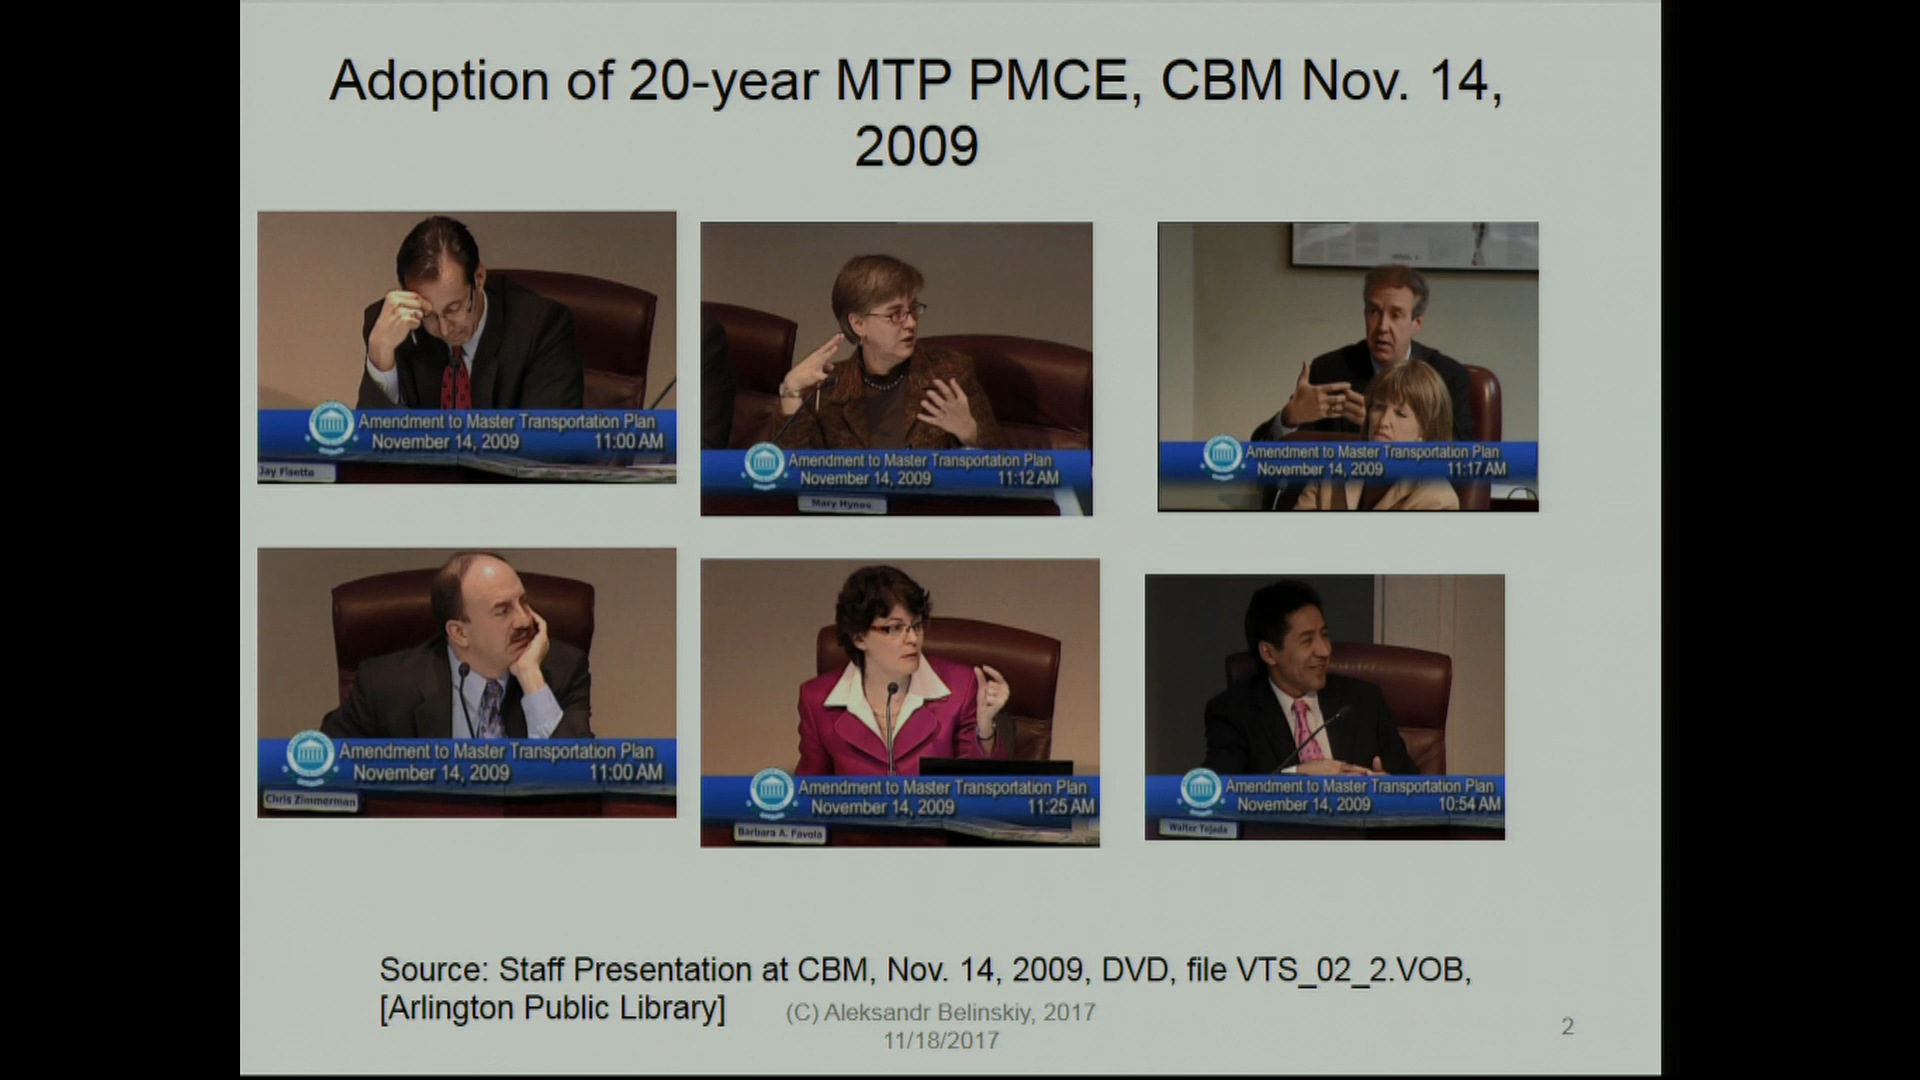 Adoption of 20-year MTP PMCE, CBM Nov. 14,
2009
Amendment to Master Transportation Plan
November 14, 2009 11:00 AM
Jay Fisette
Amendment to Master Transportation Plan
November 14, 2009 11:12 AM
Mary Hynes
Amendment to Master Transportation Plan
November 14, 2009 11:17 AM
Amendment to Master Transportation Plan
November 14, 2009 11:00 AM
Chris Zimmerman
Amendment to Master Transportation Plan
November 14, 2009 11:25 AM
Barbara A. Favola
Amendment to Master Transportation Plan
November 14, 2009 10:54 AM
Walter Tejada
Source: Staff Presentation at CBM, Nov. 14, 2009, DVD, file VTS_02_2.VOB,
[Arlington Public Library]
(C) Aleksandr Belinskiy, 2017
11/18/2017
2